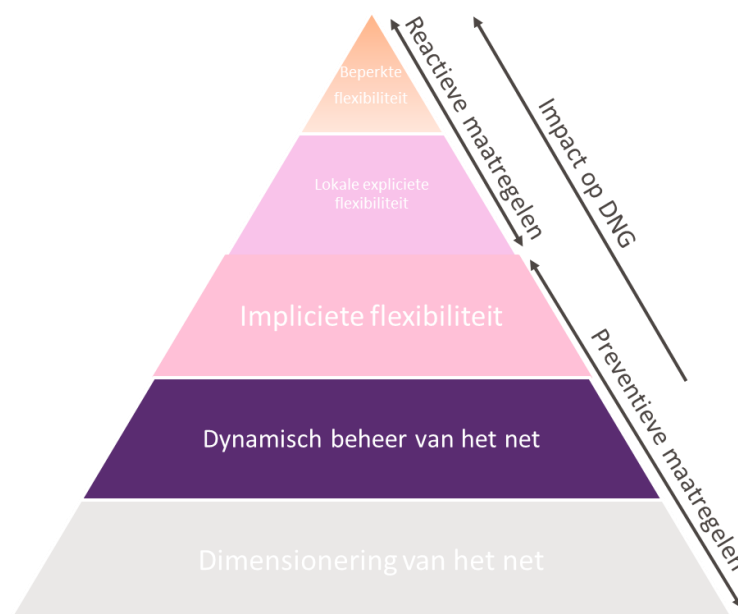 Beperkte
flexibiliteit
Lokale expliciete
flexibiliteit
Impliciete flexibiliteit
Dynamisch beheer van het net
Dimensionering van het net
Reactieve maatregelen
Impact op DNG
Preventieve maatregelen